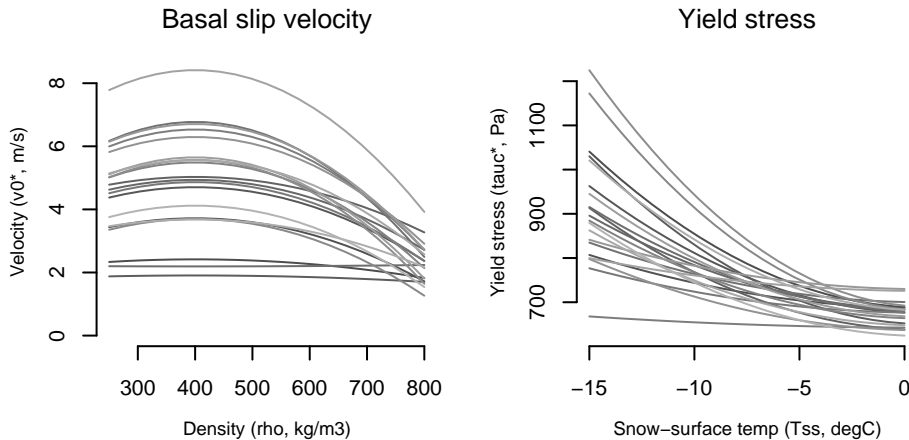 Basal slip velocity
Velocity (v0*, m/s)
0 2 4 6 8
300 400 500 600 700 800
Density (rho, kg/m3)
Yield stress
Yield stress (tauc*, Pa)
700 900 1100
−15 −10 −5 0
Snow−surface temp (Tss, degC)